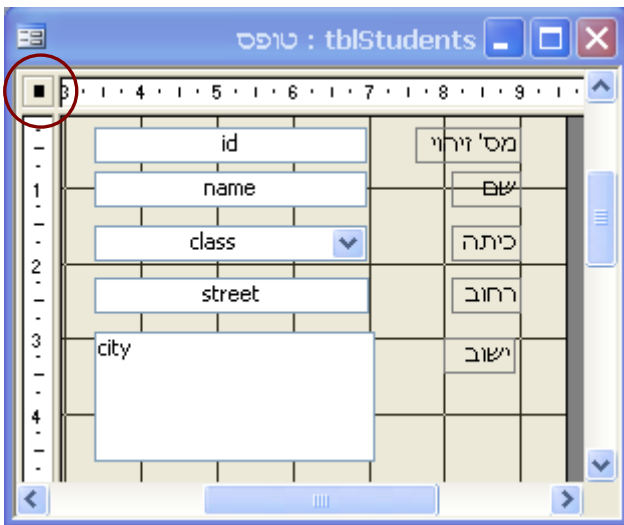 tblStudents : טופס
3 4 5 6 7 8 9
מס' זיהוי id
1 שם name
כיתה class
2
רחוב street
3 ישוב city
4